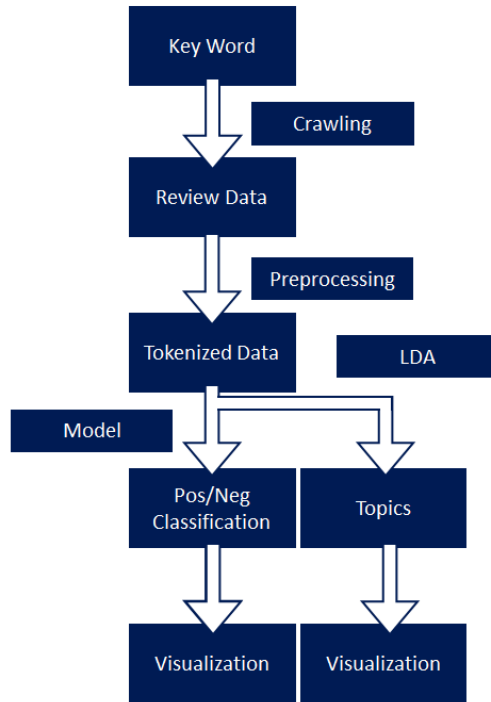 Key Word
Crawling
Review Data
Preprocessing
Tokenized Data
LDA
Model
Pos/Neg
Classification
Topics
Visualization
Visualization